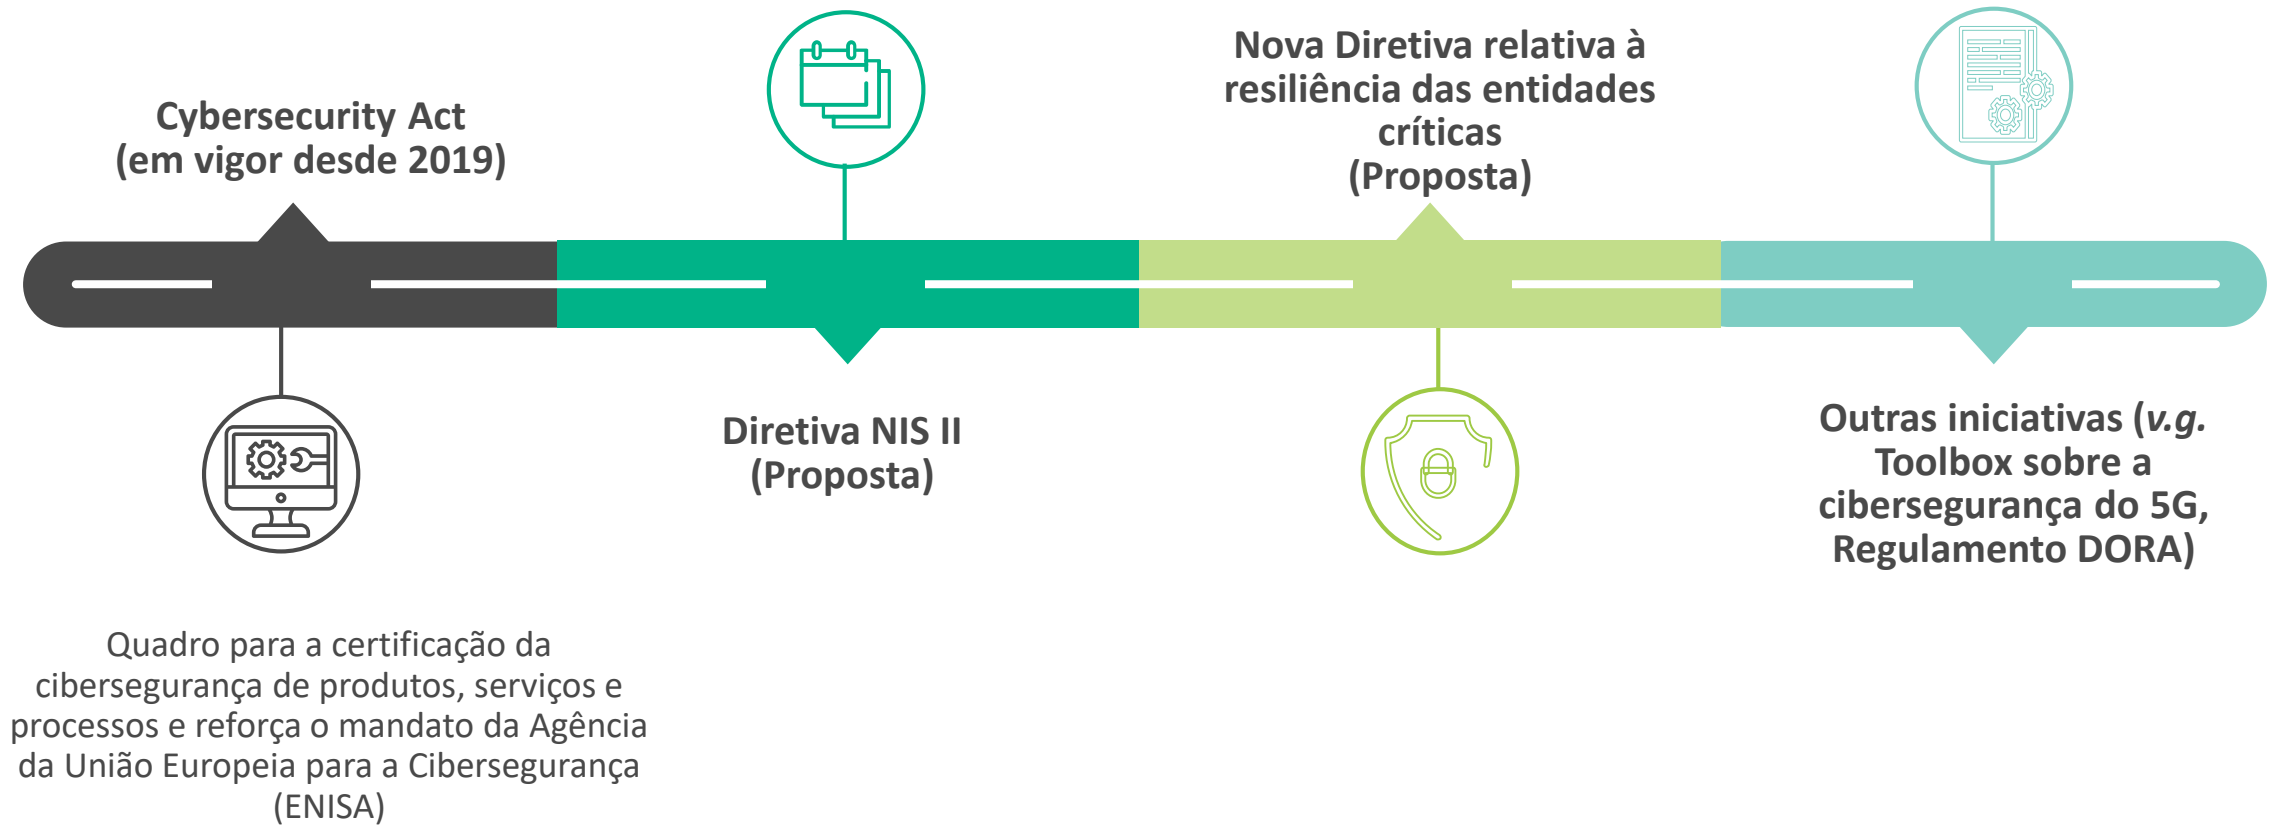 Cybersecurity Act
(em vigor desde 2019)
Quadro para a certificação da
cibersegurança de produtos, serviços e
processos e reforça o mandato da Agência
da União Europeia para a Cibersegurança
(ENISA)
Diretiva NIS II
(Proposta)
Nova Diretiva relativa à
resiliência das entidades
críticas
(Proposta)
Outras iniciativas (v.g.
Toolbox sobre a
cibersegurança do 5G,
Regulamento DORA)